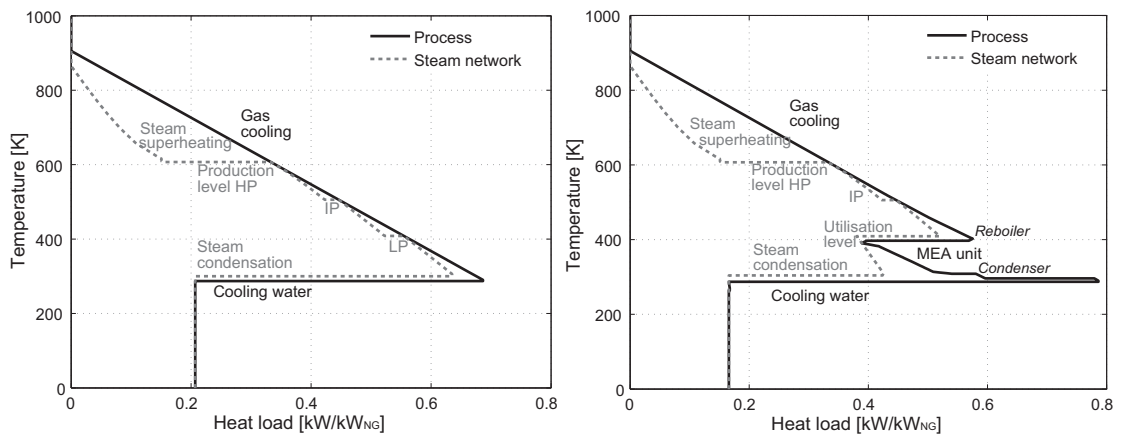 1000
800
600
400
200
0
Temperature [K]
0
0.2
0.4
0.6
0.8
Heat load [kW/kWNG]
Process
Steam network
Gas
cooling
Steam
superheating
Production
level HP
IP
LP
Steam
condensation
Cooling water
1000
800
600
400
200
0
Temperature [K]
0
0.2
0.4
0.6
0.8
Heat load [kW/kWNG]
Process
Steam network
Gas
cooling
Steam
superheating
Production
level HP
IP
Utilisation
level
Reboiler
MEA unit
Steam
condensation
Condenser
Cooling water